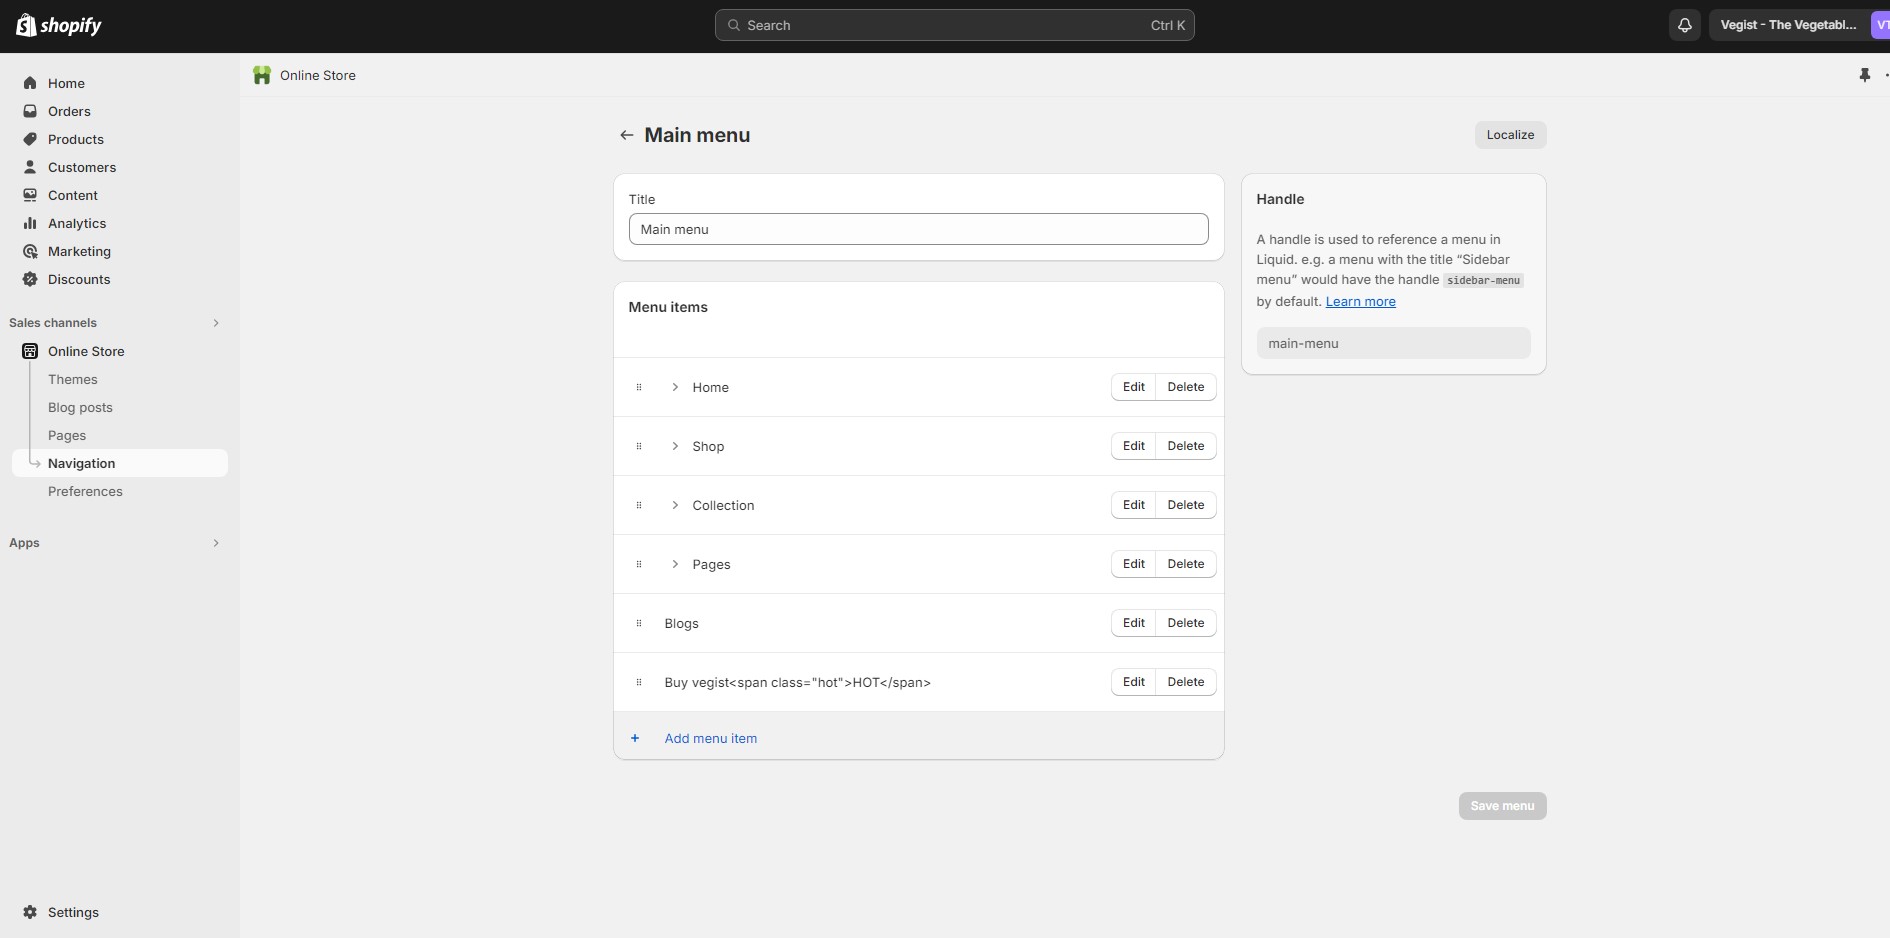 shopify
Search
Ctrl K
Vegist - The Vegetabl...
VT
Home
Orders
Products
Customers
Content
Analytics
Marketing
Discounts
Sales channels
Online Store
Themes
Blog posts
Pages
Navigation
Preferences
Apps
Settings
Online Store
Main menu
Localize
Title
Main menu
Menu items
Home
Edit
Delete
Shop
Edit
Delete
Collection
Edit
Delete
Pages
Edit
Delete
Blogs
Edit
Delete
Buy vegist<span class="hot">HOT</span>
Edit
Delete
+ Add menu item
Handle
A handle is used to reference a menu in
Liquid. e.g. a menu with the title “Sidebar
menu” would have the handle sidebar-menu
by default. Learn more
main-menu
Save menu